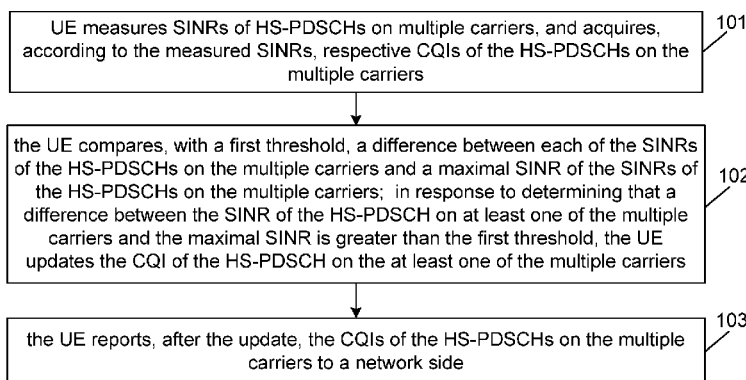 UE measures SINRs of HS-PDSCHs on multiple carriers, and acquires,
according to the measured SINRs, respective CQIs of the HS-PDSCHs on the
multiple carriers
101
the UE compares, with a first threshold, a difference between each of the SINRs
of the HS-PDSCHs on the multiple carriers and a maximal SINR of the SINRs of
the HS-PDSCHs on the multiple carriers; in response to determining that a
difference between the SINR of the HS-PDSCH on at least one of the multiple
carriers and the maximal SINR is greater than the first threshold, the UE
updates the CQI of the HS-PDSCH on the at least one of the multiple carriers
102
the UE reports, after the update, the CQIs of the HS-PDSCHs on the multiple
carriers to a network side
103